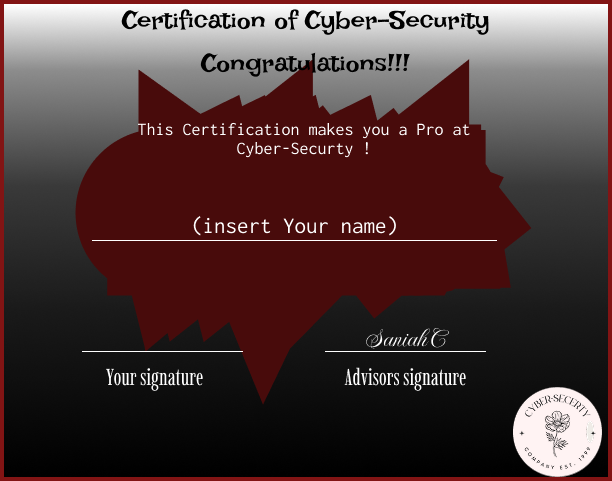 Certification of Cyber-Security
Congratulations!!!
This Certification makes you a Pro at
Cyber-Securty !
(insert Your name)
SaniahC
Your signature
Advisors signature
CYBER-SECERTY
COMPANY EST. 1999